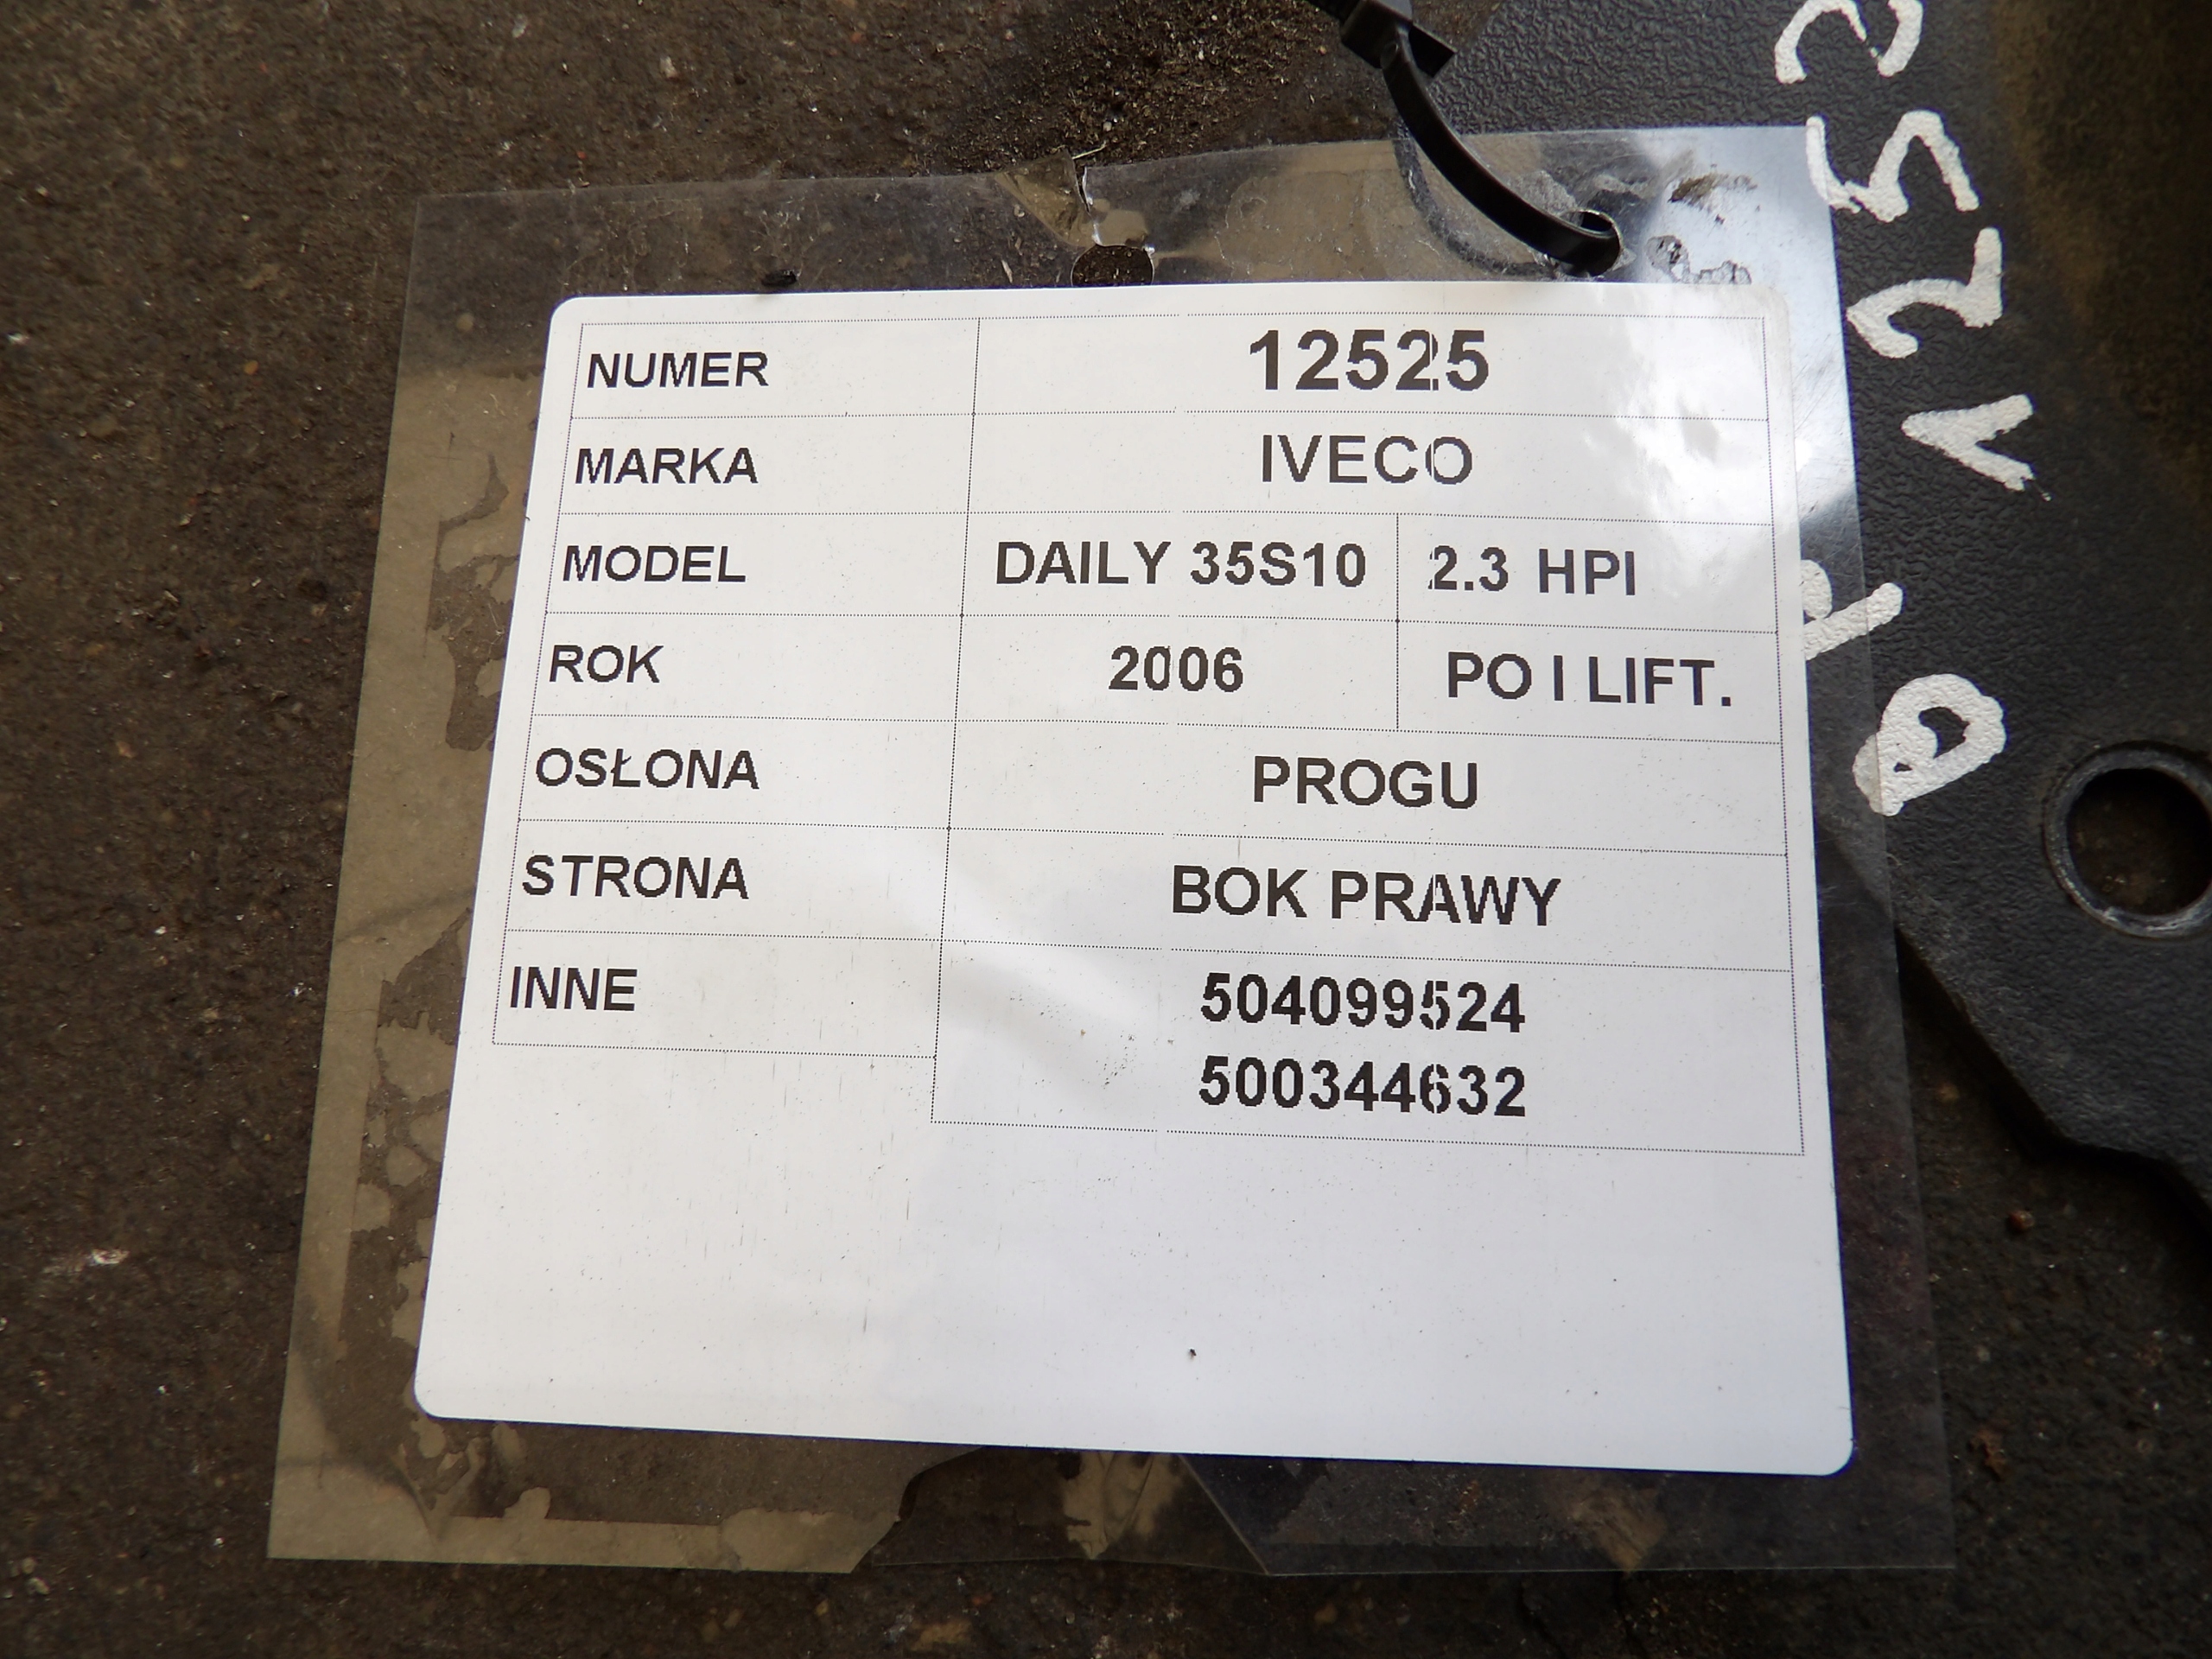 NUMER 12525
MARKA IVECO
MODEL DAILY 35S10 2.3 HPI
ROK 2006 PO I LIFT.
OSŁONA PROGU
STRONA BOK PRAWY
INNE 504099524
500344632